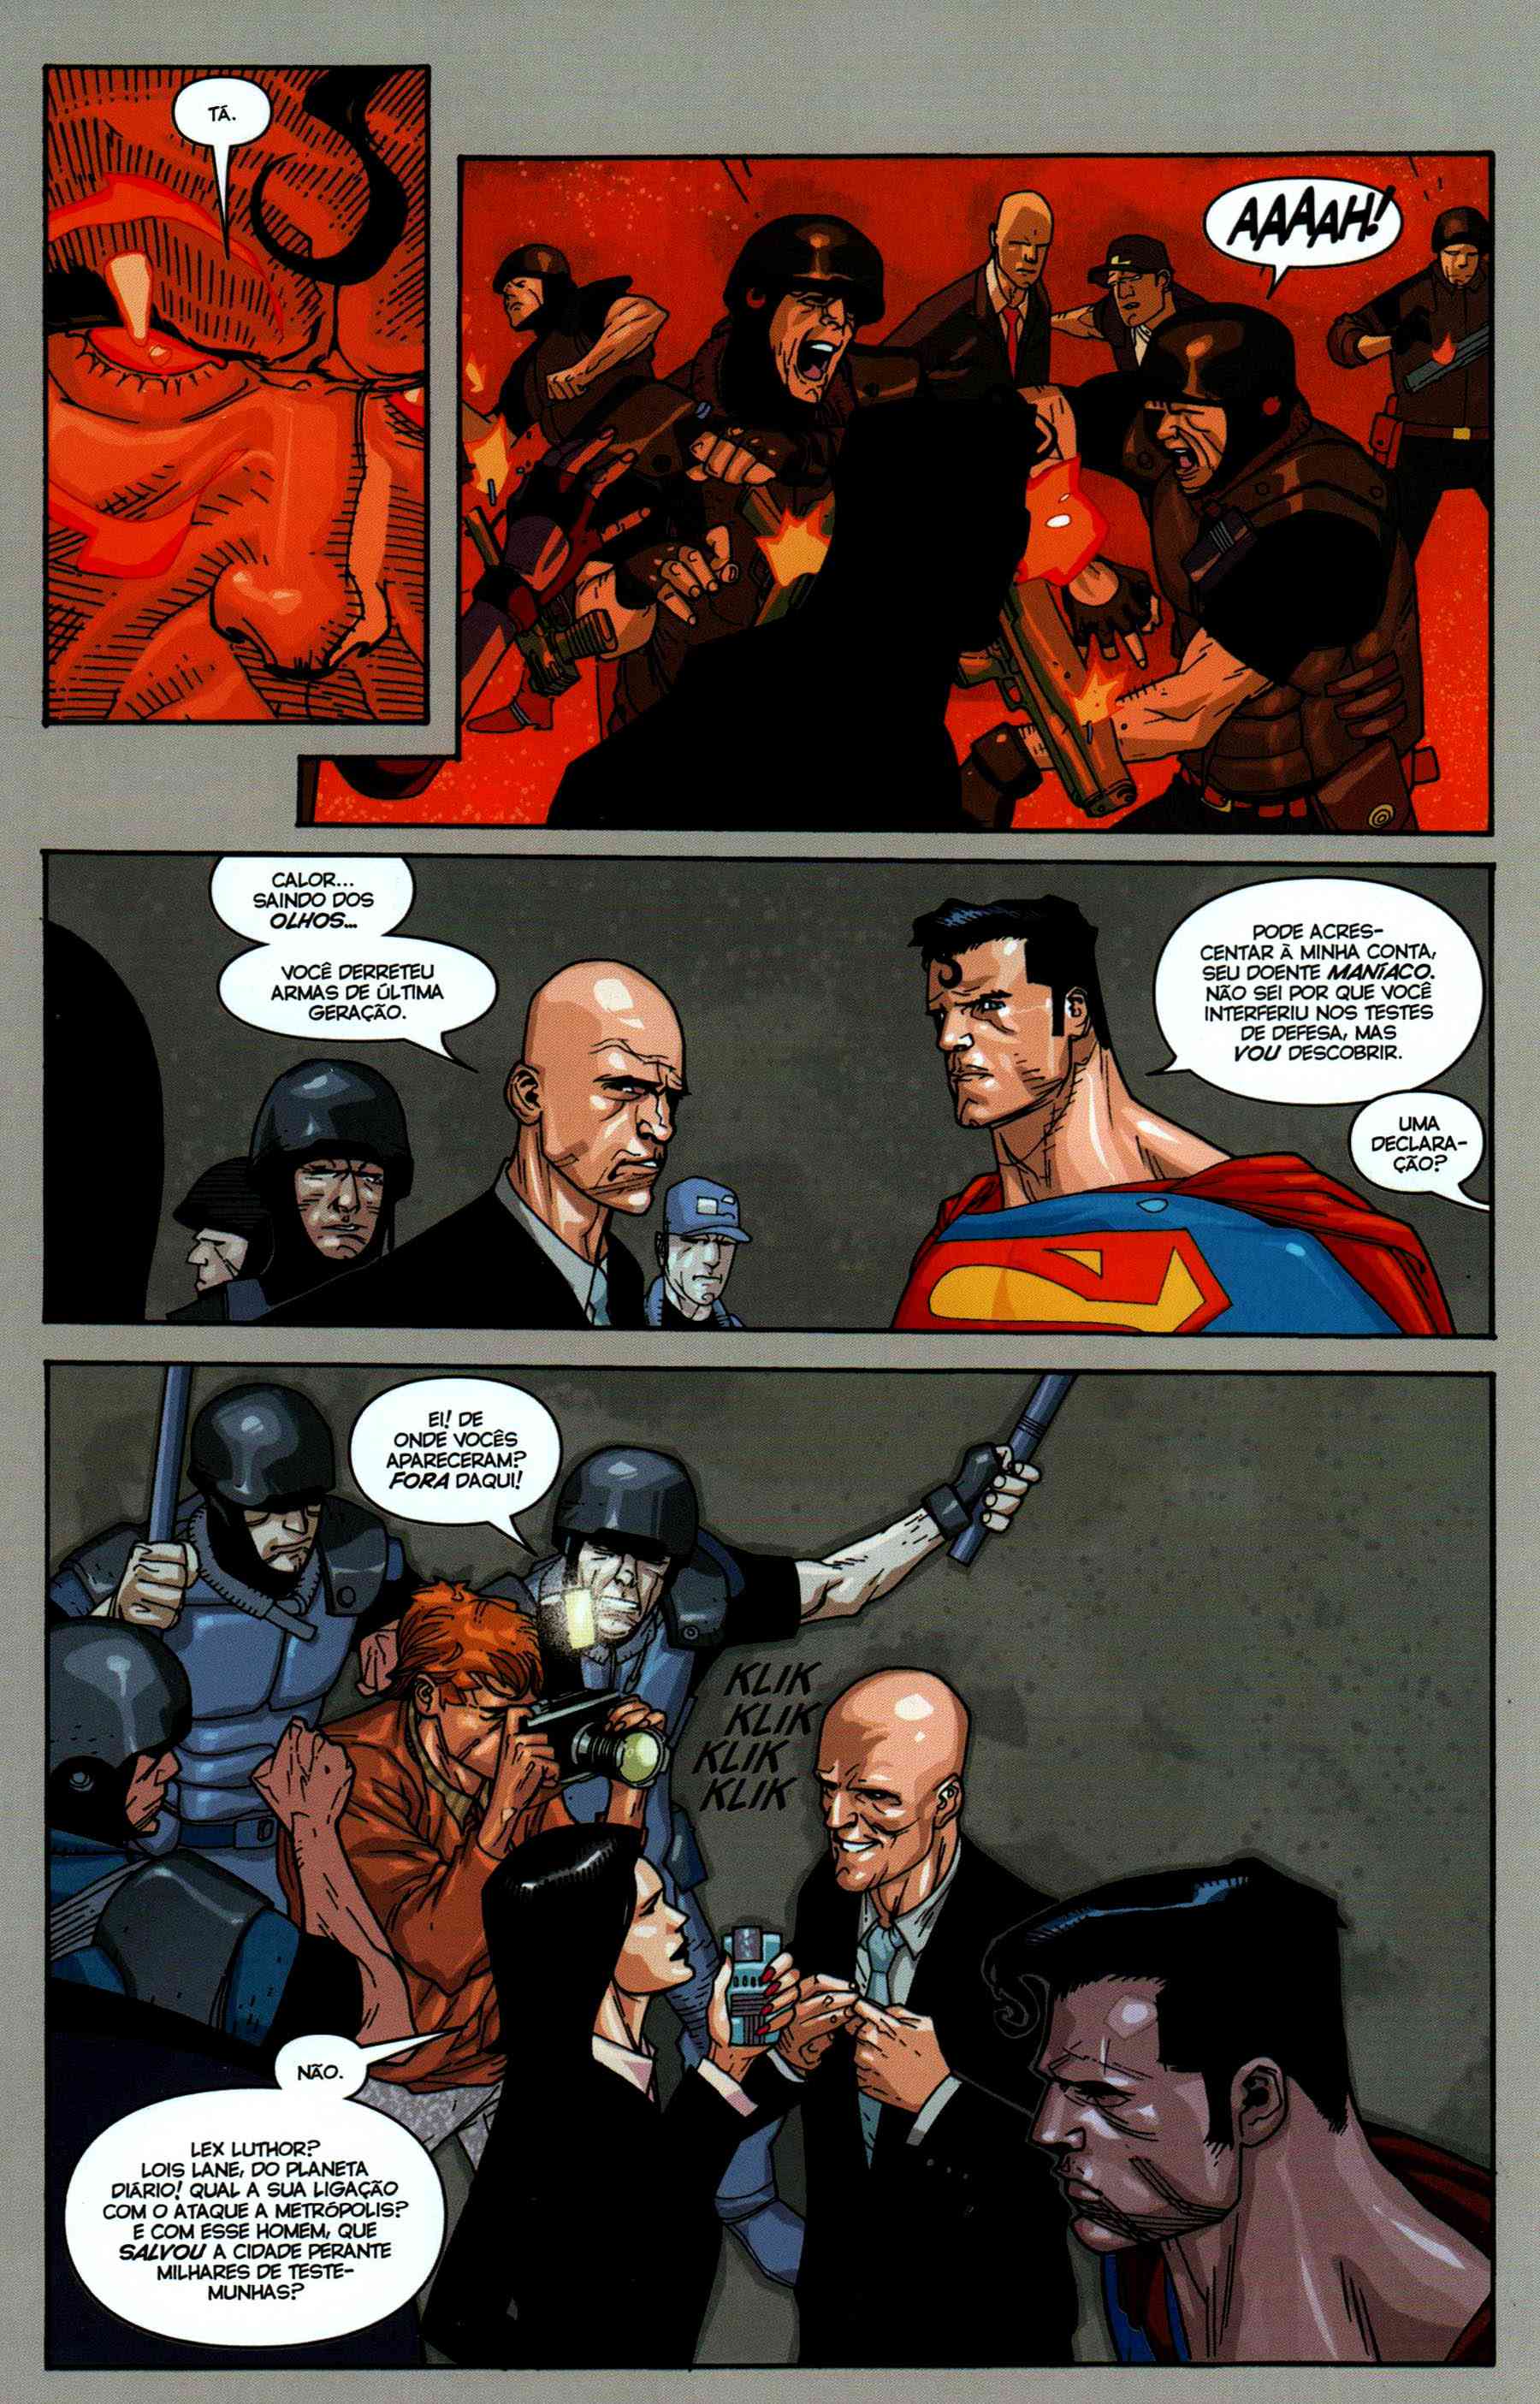 TÁ.
AAAAH!
CALOR...
SAINDO DOS
OLHOS...
VOCÊ DERRETEU
ARMAS DE ÚLTIMA
GERAÇÃO.
PODE ACRES-
CENTAR À MINHA CONTA,
SEU DOENTE MANÍACO.
NÃO SEI POR QUE VOCÊ
INTERFERIU NOS TESTES
DE DEFESA, MAS
VOU DESCOBRIR.
UMA
DECLARA-
ÇÃO?
EI! DE
ONDE VOCÊS
APARECERAM?
FORA DAQUI!
KLIK
KLIK
KLIK
KLIK
NÃO.
LEX LUTHOR?
LOIS LANE, DO PLANETA
DIÁRIO! QUAL A SUA LIGAÇÃO
COM O ATAQUE A METRÓPOLIS?
E COM ESSE HOMEM, QUE
SALVOU A CIDADE PERANTE
MILHARES DE TESTE-
MUNHAS?